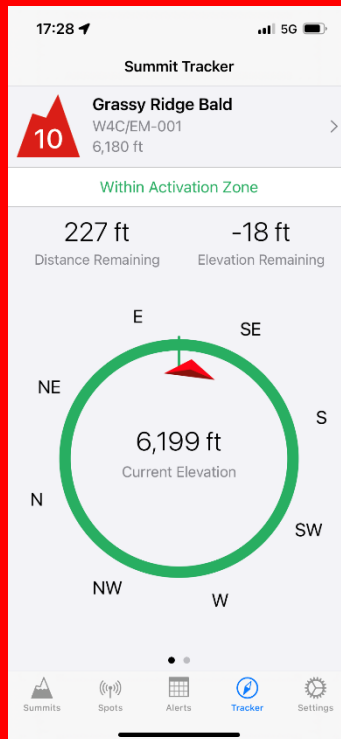 17:28 5G
Summit Tracker
10
Grassy Ridge Bald
W4C/EM-001
6,180 ft
Within Activation Zone
227 ft -18 ft
Distance Remaining Elevation Remaining
E SE
NE S
6,199 ft
Current Elevation
N SW
NW W
Summits Spots Alerts Tracker Settings